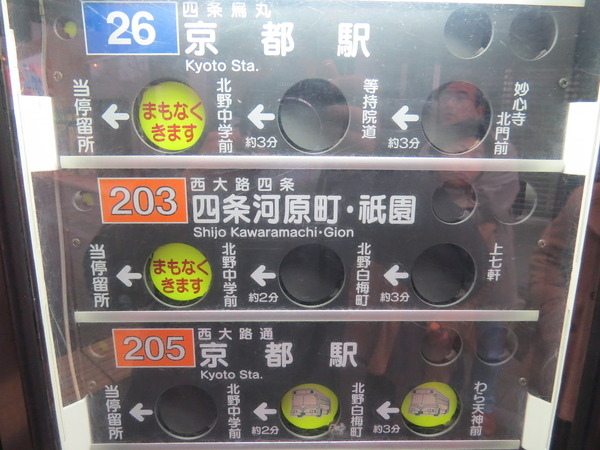 26
四条烏丸
京都駅
Kyoto Sta.
当停留所
まもなく
きます
北野中学前
約3分
等持院道
約3分
妙心寺
北門前
203
西大路四条
四条河原町・祇園
Shijo Kawaramachi・Gion
当停留所
まもなく
きます
北野中学前
約2分
北野白梅町
約3分
上七軒
205
西大路通
京都駅
Kyoto Sta.
当停留所
北野中学前
約2分
北野白梅町
約3分
わら天神前